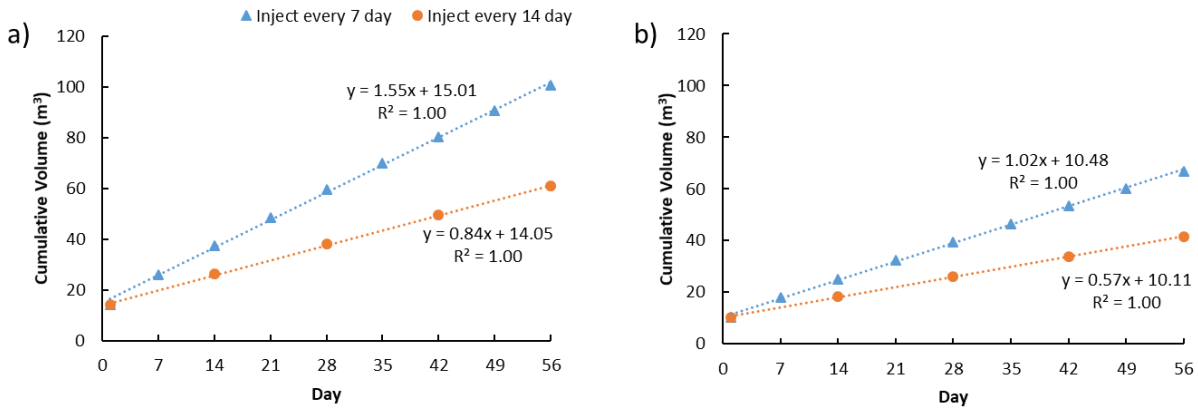 Inject every 7 day Inject every 14 day
a)
120
100
80
60
40
20
0
Cumulative Volume (m³)
y = 1.55x + 15.01
R² = 1.00
y = 0.84x + 14.05
R² = 1.00
0 7 14 21 28 35 42 49 56
Day
b)
120
100
80
60
40
20
0
Cumulative Volume (m³)
y = 1.02x + 10.48
R² = 1.00
y = 0.57x + 10.11
R² = 1.00
0 7 14 21 28 35 42 49 56
Day